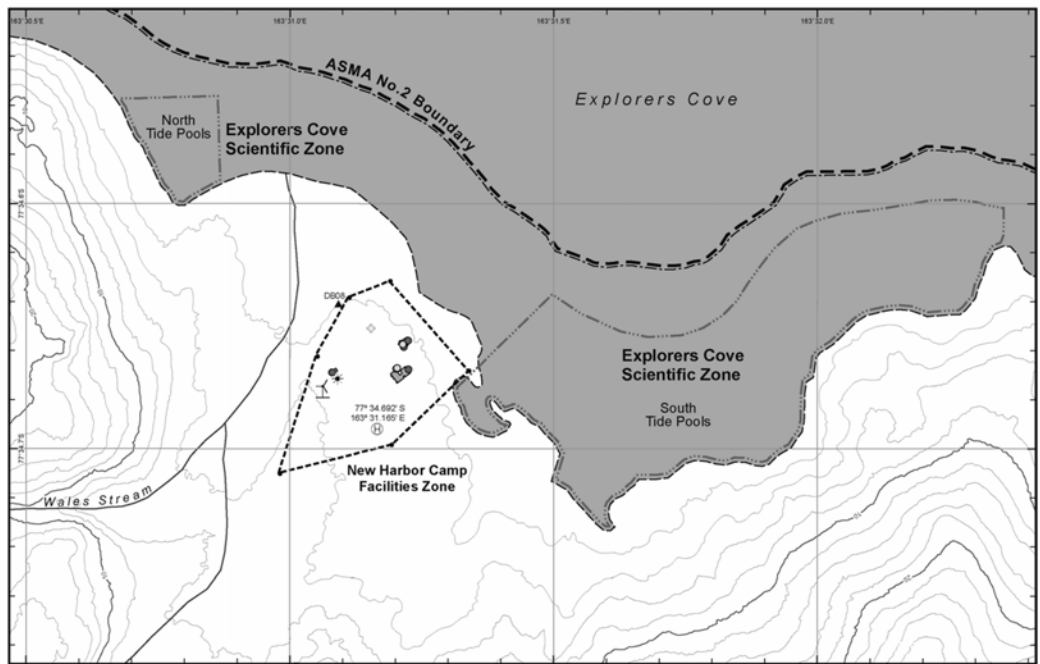 163°30.5'E
163°31.0'E
163°31.5'E
163°32.0'E
ASMA No.2 Boundary
Explorers Cove
North
Tide Pools
Explorers Cove
Scientific Zone
77°34.6'S
DB08
Explorers Cove
Scientific Zone
South
Tide Pools
77° 34.692' S
163° 31.165' E
H
77°34.7'S
New Harbor Camp
Facilities Zone
Wales Stream